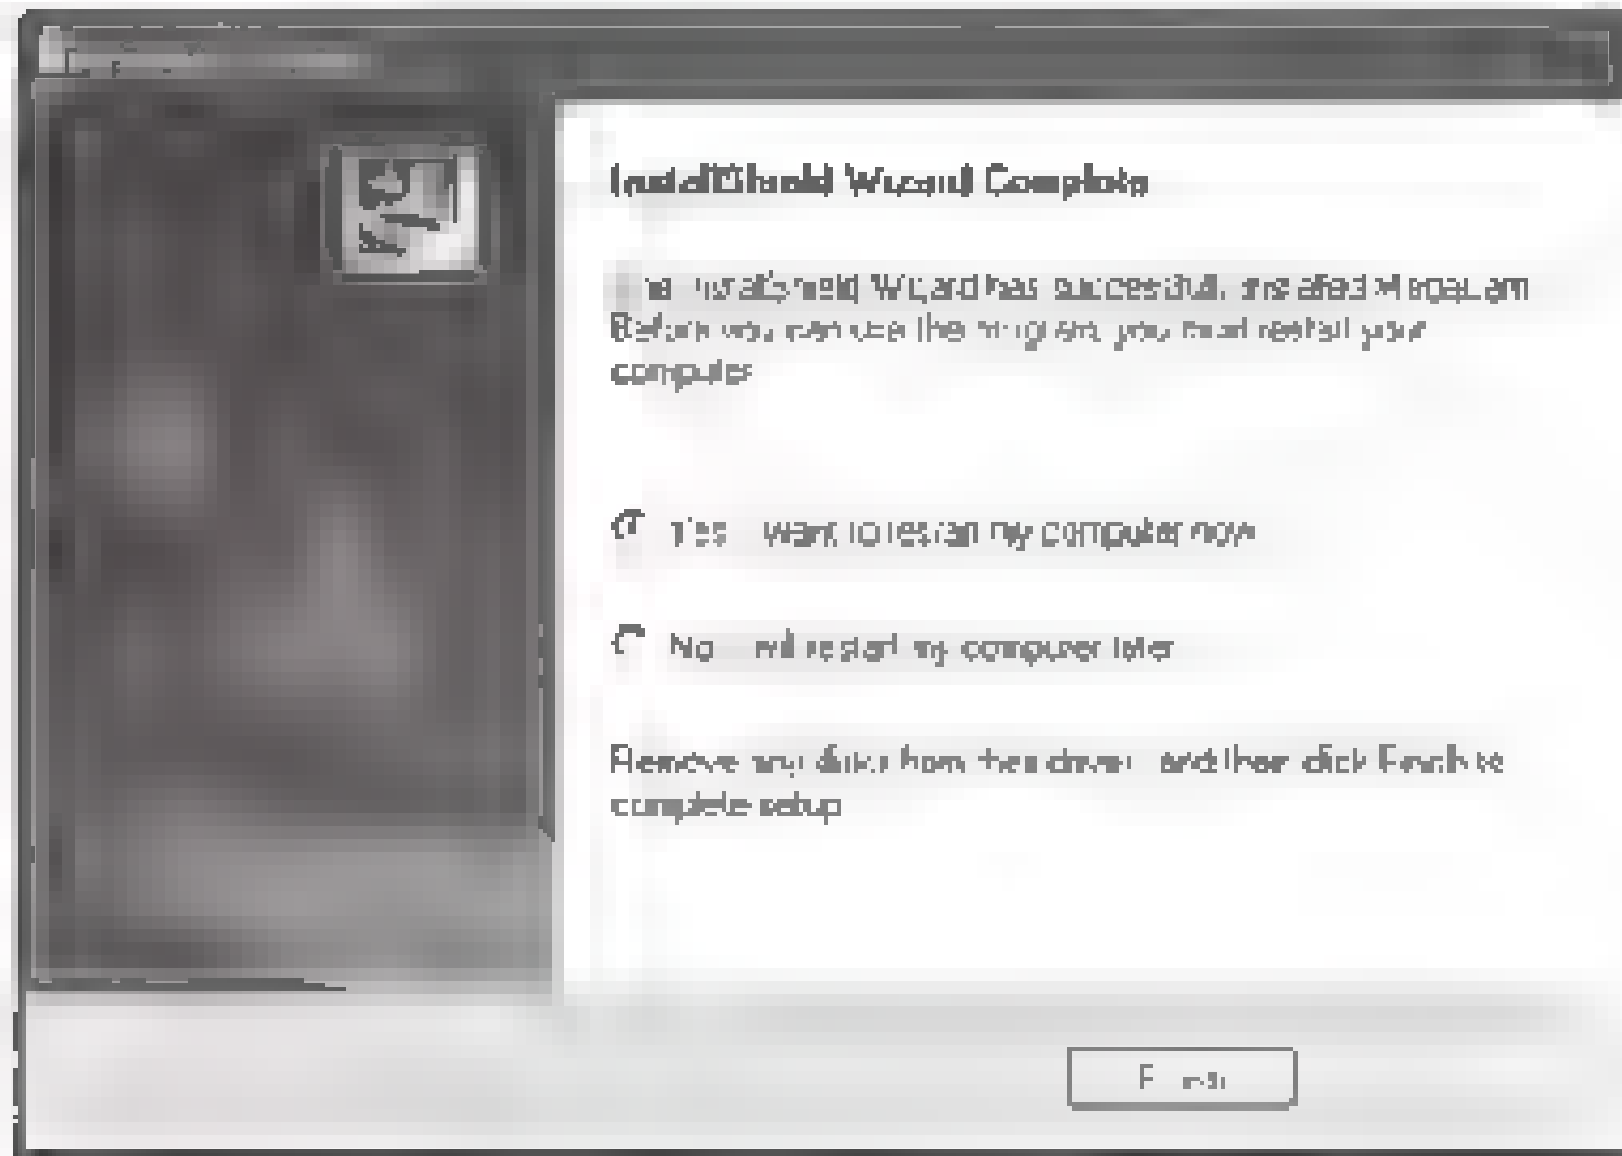 InstallShield Wizard Complete
The InstallShield Wizard has successfully installed MegaCam
Before you can use the program, you must restart your
computer.
Yes, I want to restart my computer now.
No, I will restart my computer later.
Remove any disks from their drives, and then click Finish to
complete setup.
Finish